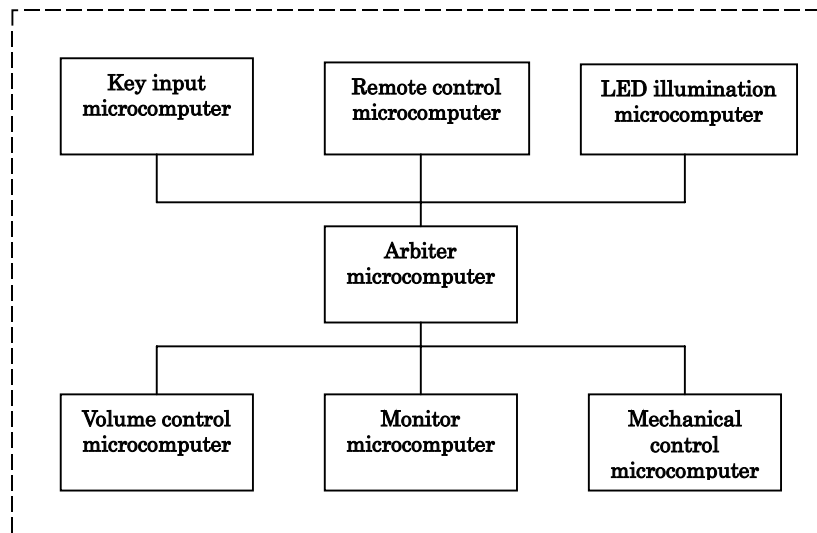 Key input
microcomputer
Remote control
microcomputer
LED illumination
microcomputer
Arbiter
microcomputer
Volume control
microcomputer
Monitor
microcomputer
Mechanical
control
microcomputer